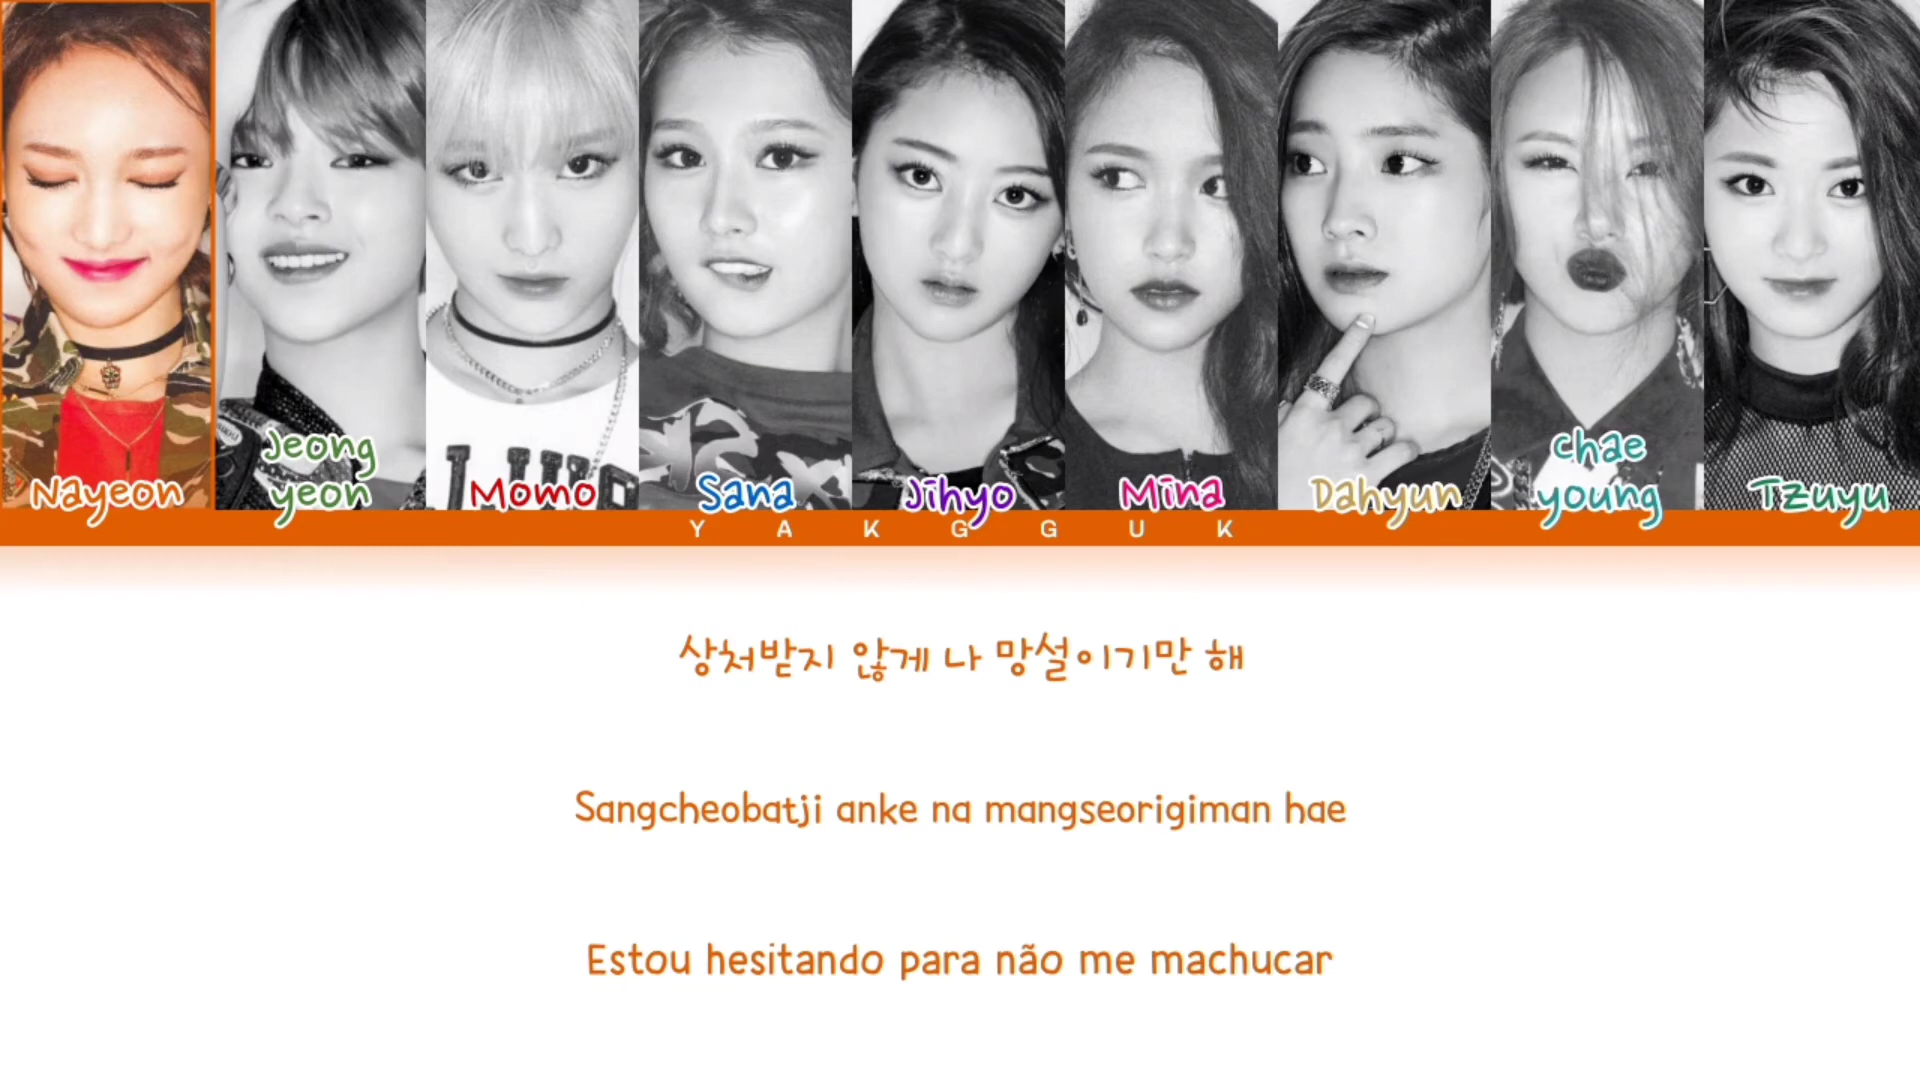 Nayeon
Jeong
yeon
Momo
Sana
Jihyo
Mina
Dahyun
chae
young
Tzuyu
YAKGGUK
상처받지 않게 나 망설이기만 해
Sangcheobatji anke na mangseorigiman hae
Estou hesitando para não me machucar